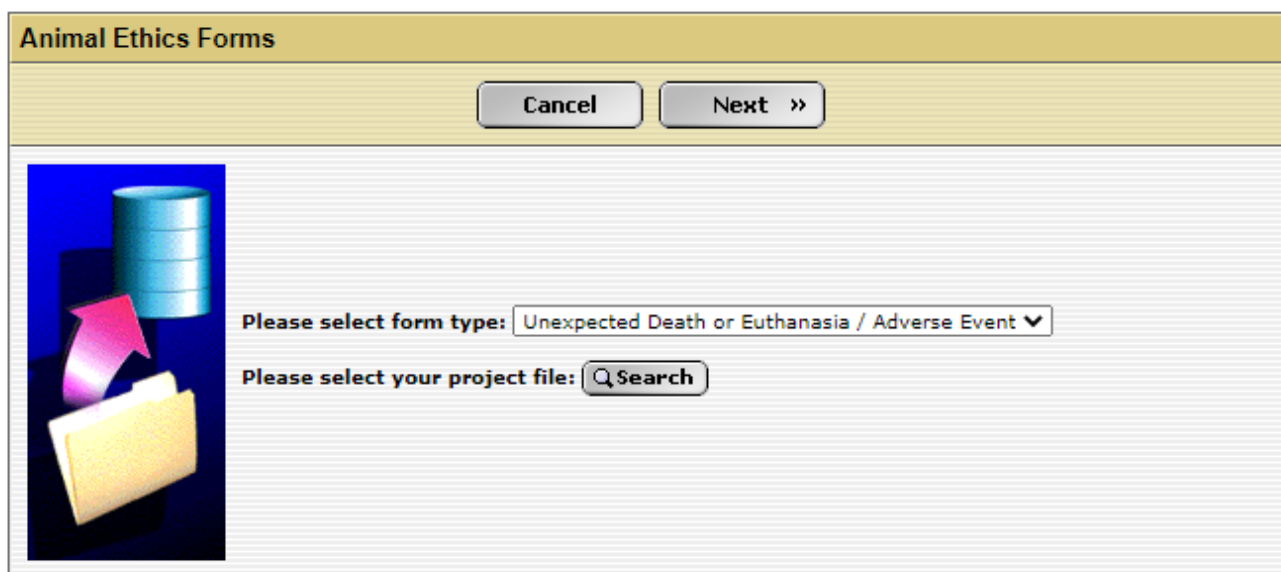 Animal Ethics Forms
Cancel Next »
Please select form type: Unexpected Death or Euthanasia / Adverse Event
Please select your project file: Search